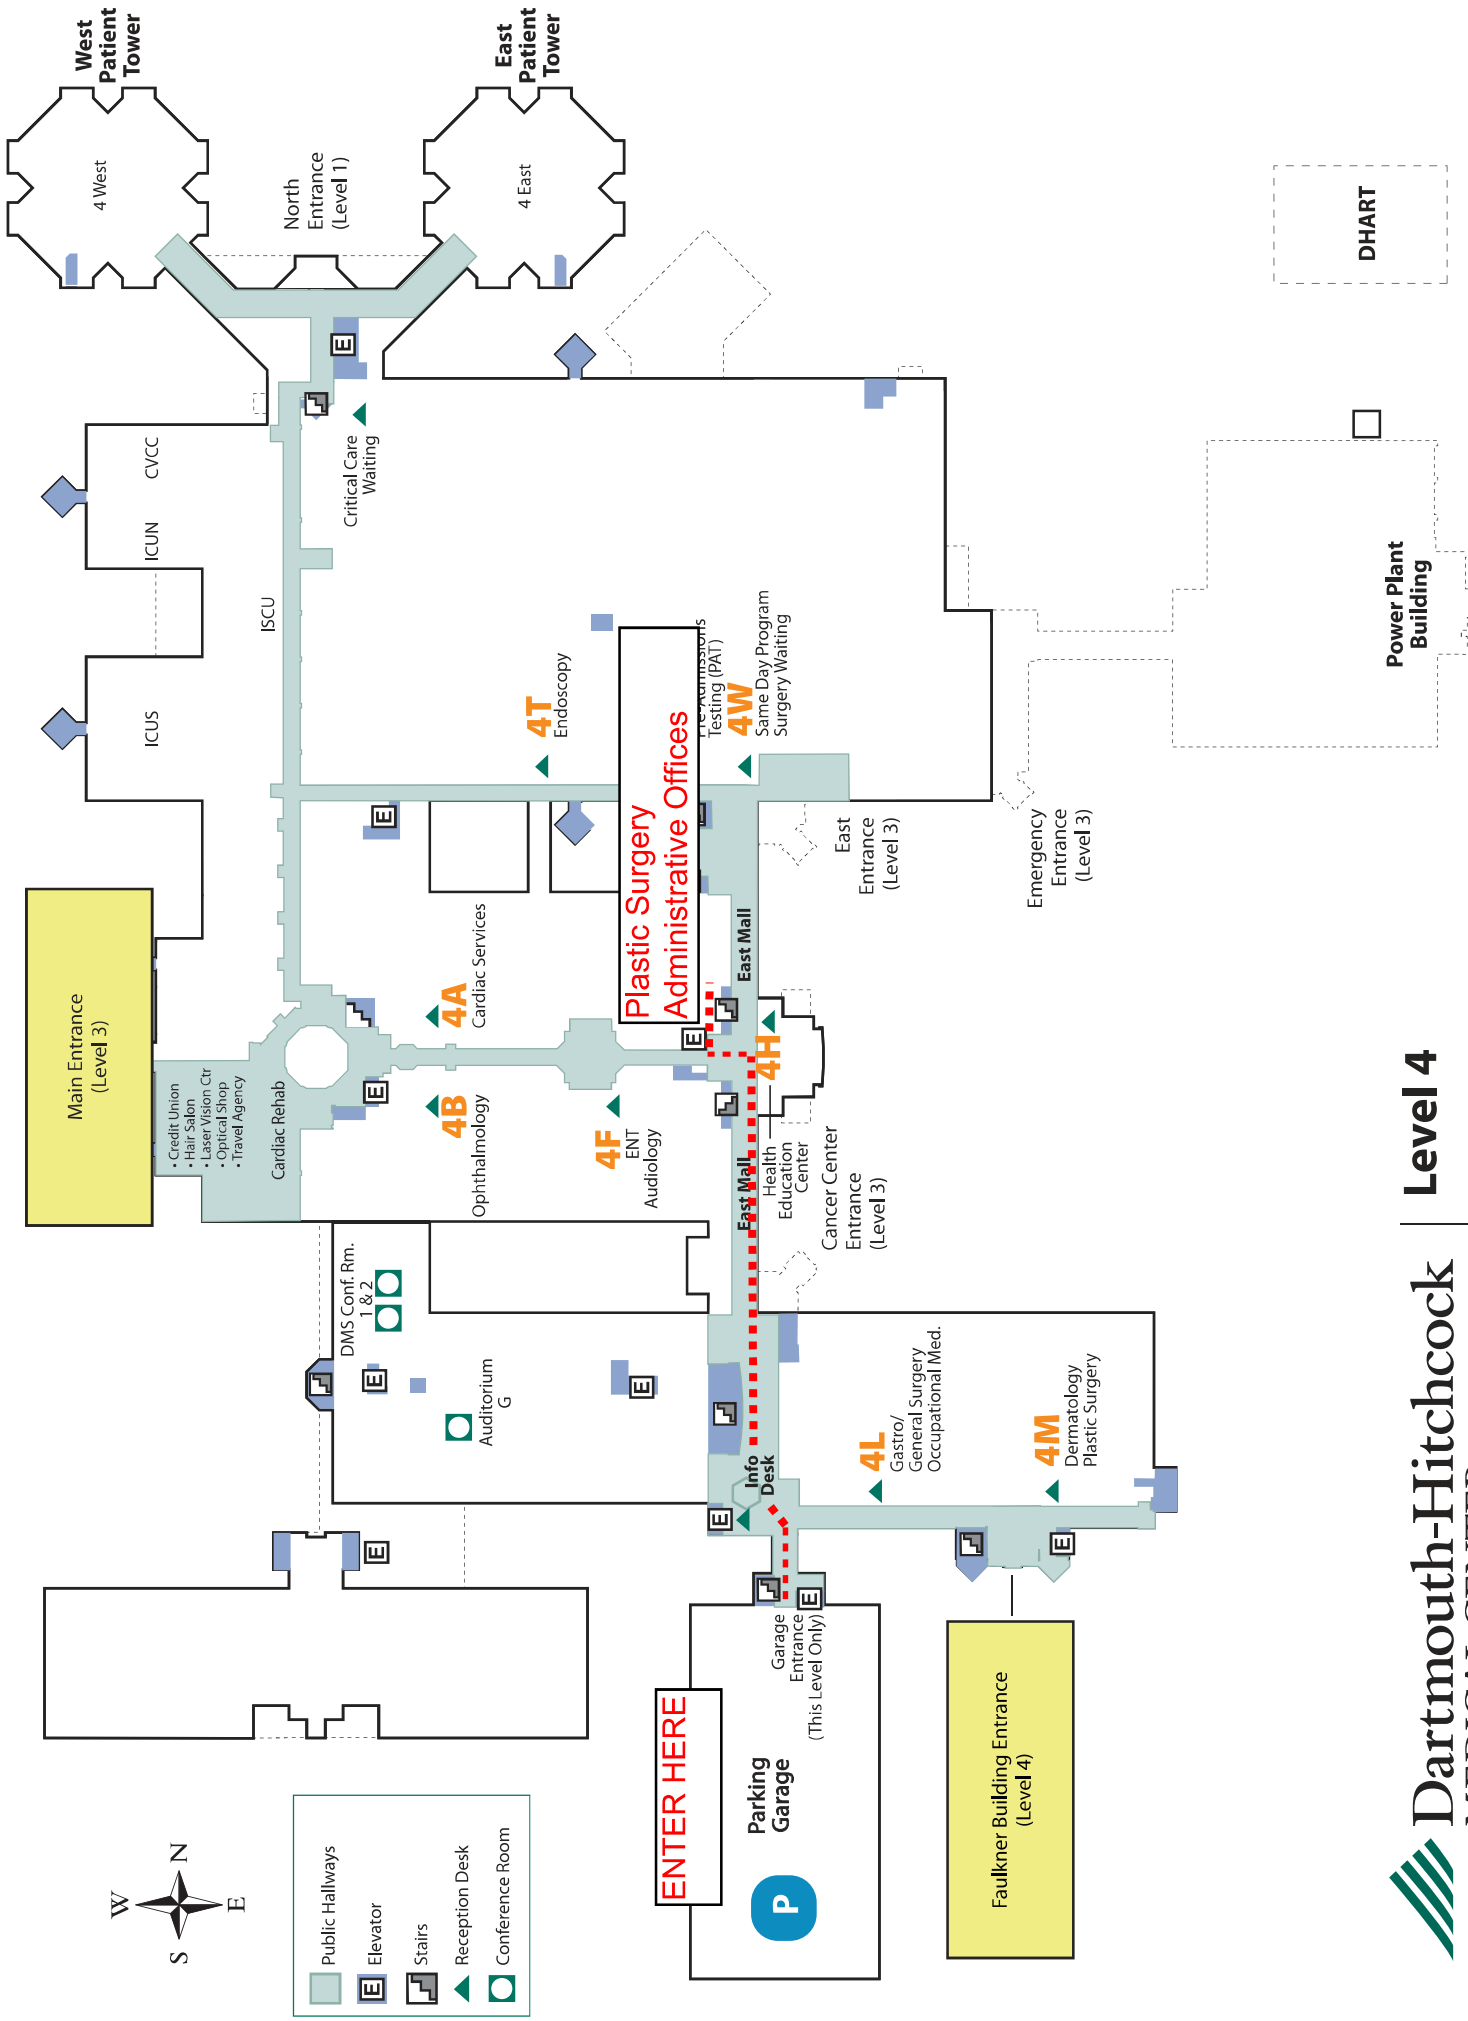 West
Patient
Tower
East
Patient
Tower
4 West
4 East
North
Entrance
(Level 1)
DHART
E
CVCC
ICUN
ICUS
ISCU
Critical Care
Waiting
4T
Endoscopy
Testing (PAT)
4W
Same Day Program
Surgery Waiting
Plastic Surgery
Administrative Offices
Power Plant
Building
E
East
Entrance
(Level 3)
Emergency
Entrance
(Level 3)
Main Entrance
(Level 3)
• Credit Union
• Hair Salon
• Laser Vision Ctr
• Optical Shop
• Travel Agency
Cardiac Rehab
E
4A
Cardiac Services
4B
Ophthalmology
4F
ENT
Audiology
East Mall
E
4H
Health
Education
Center
East Mall
Cancer Center
Entrance
(Level 3)
DMS Conf. Rm.
1 & 2
E
Auditorium
G
E
Info
Desk
E
4L
Gastro/
General Surgery
Occupational Med.
4M
Dermatology
Plastic Surgery
E
E
E
Garage
Entrance
(This Level Only)
ENTER HERE
Parking
Garage
P
Faulkner Building Entrance
(Level 4)
W
N
S
E
Public Hallways
E
Elevator
Stairs
Reception Desk
Conference Room
Dartmouth-Hitchcock
MEDICAL CENTER
Level 4